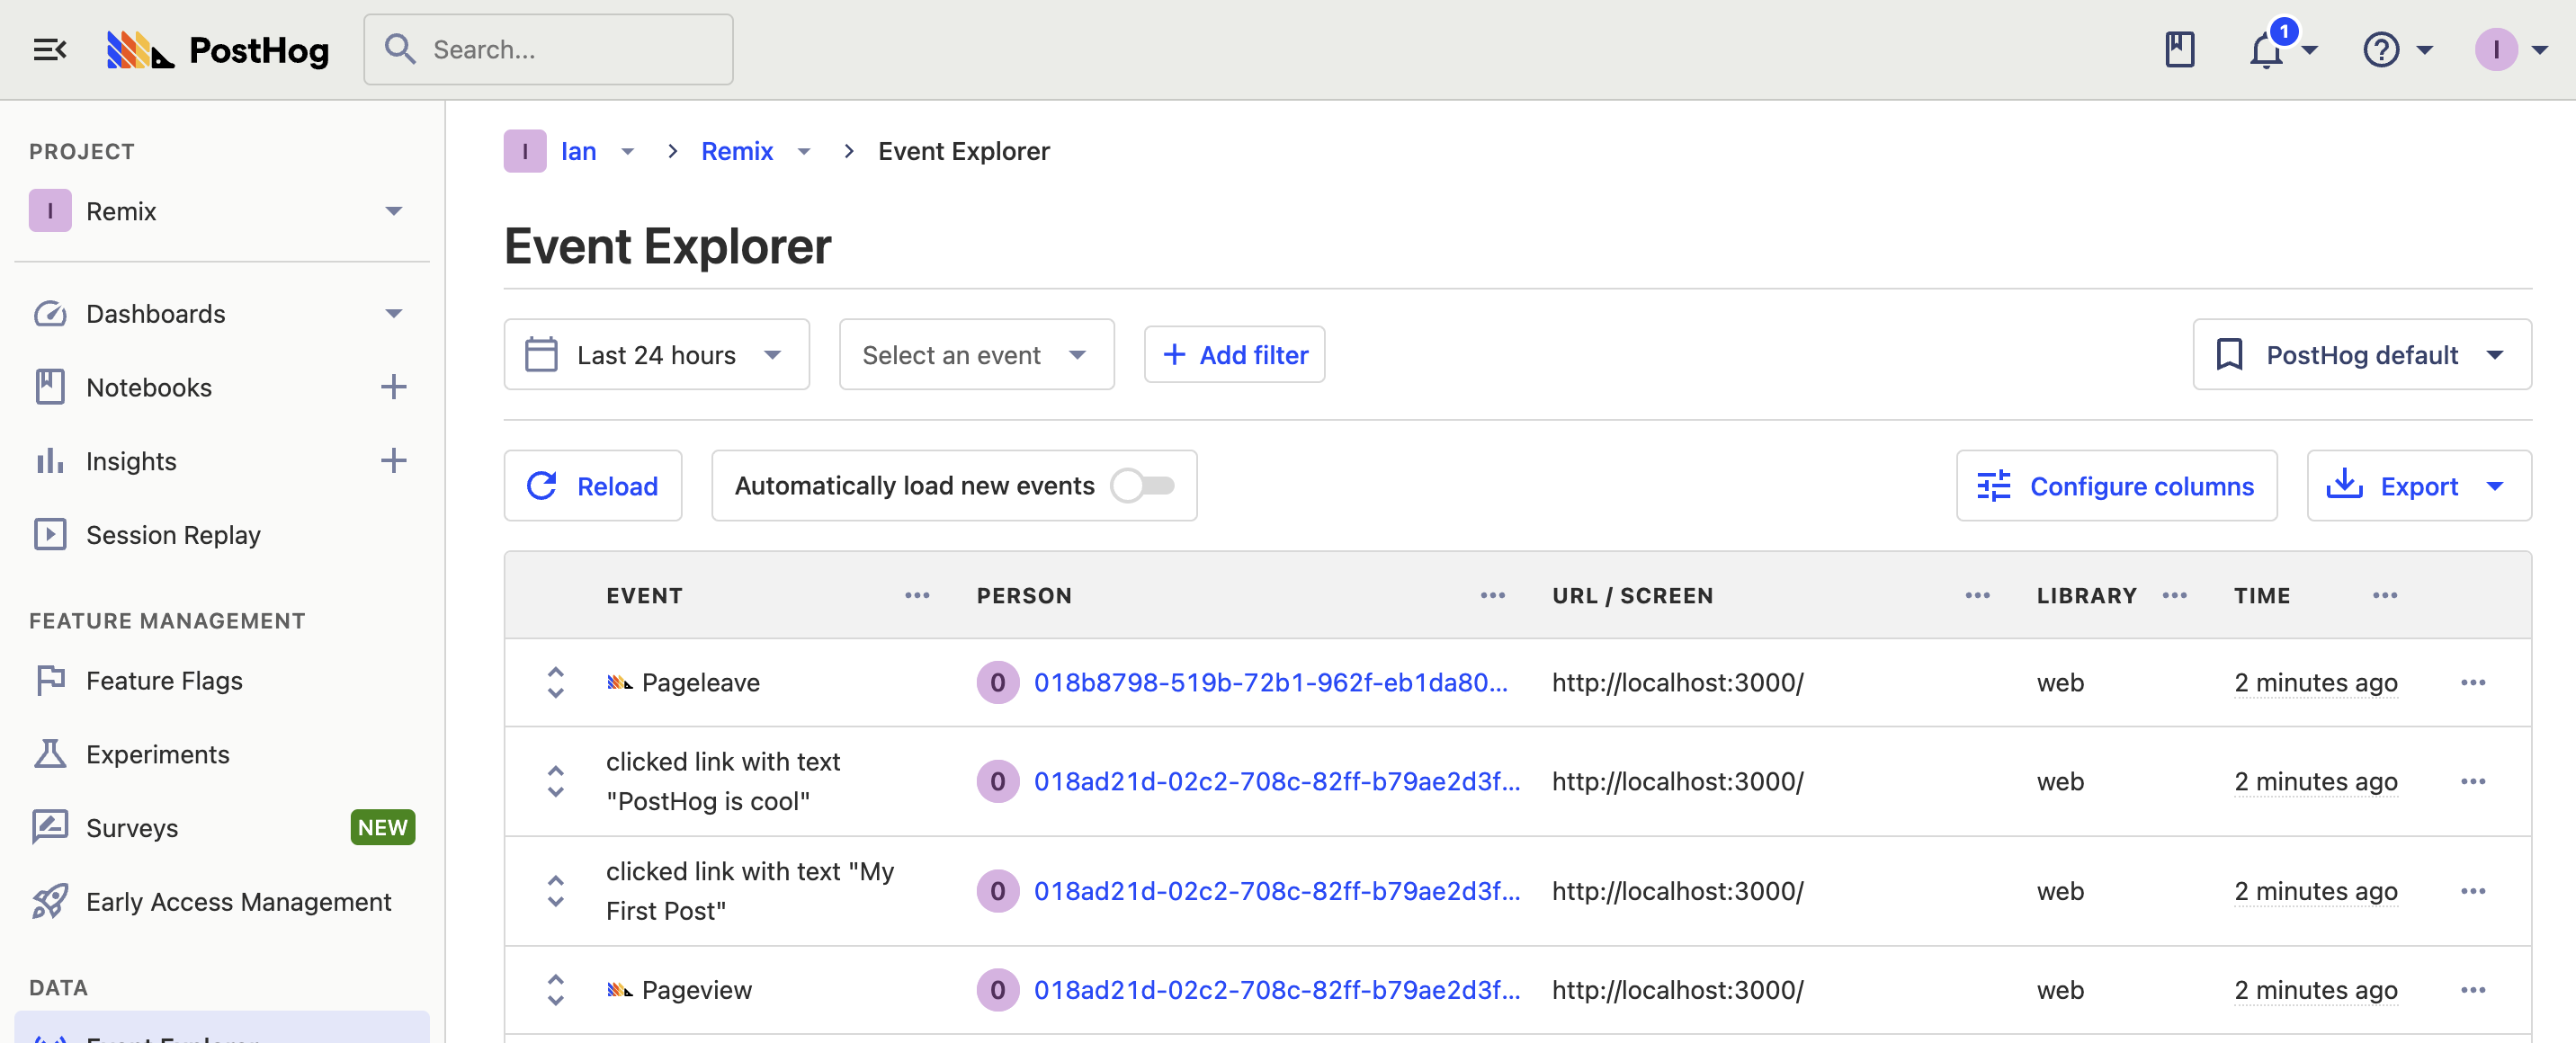 PostHog
Search...
1
I
PROJECT
I Remix
Dashboards
Notebooks
Insights
Session Replay
FEATURE MANAGEMENT
Feature Flags
Experiments
Surveys NEW
Early Access Management
DATA
Event Explorer
I Ian > Remix > Event Explorer
Event Explorer
Last 24 hours Select an event + Add filter PostHog default
Reload Automatically load new events Configure columns Export
EVENT ... PERSON ... URL / SCREEN ... LIBRARY ... TIME ...
Pageleave 0 018b8798-519b-72b1-962f-eb1da80... http://localhost:3000/ web 2 minutes ago ...
clicked link with text
"PostHog is cool" 0 018ad21d-02c2-708c-82ff-b79ae2d3f... http://localhost:3000/ web 2 minutes ago ...
clicked link with text "My
First Post" 0 018ad21d-02c2-708c-82ff-b79ae2d3f... http://localhost:3000/ web 2 minutes ago ...
Pageview 0 018ad21d-02c2-708c-82ff-b79ae2d3f... http://localhost:3000/ web 2 minutes ago ...